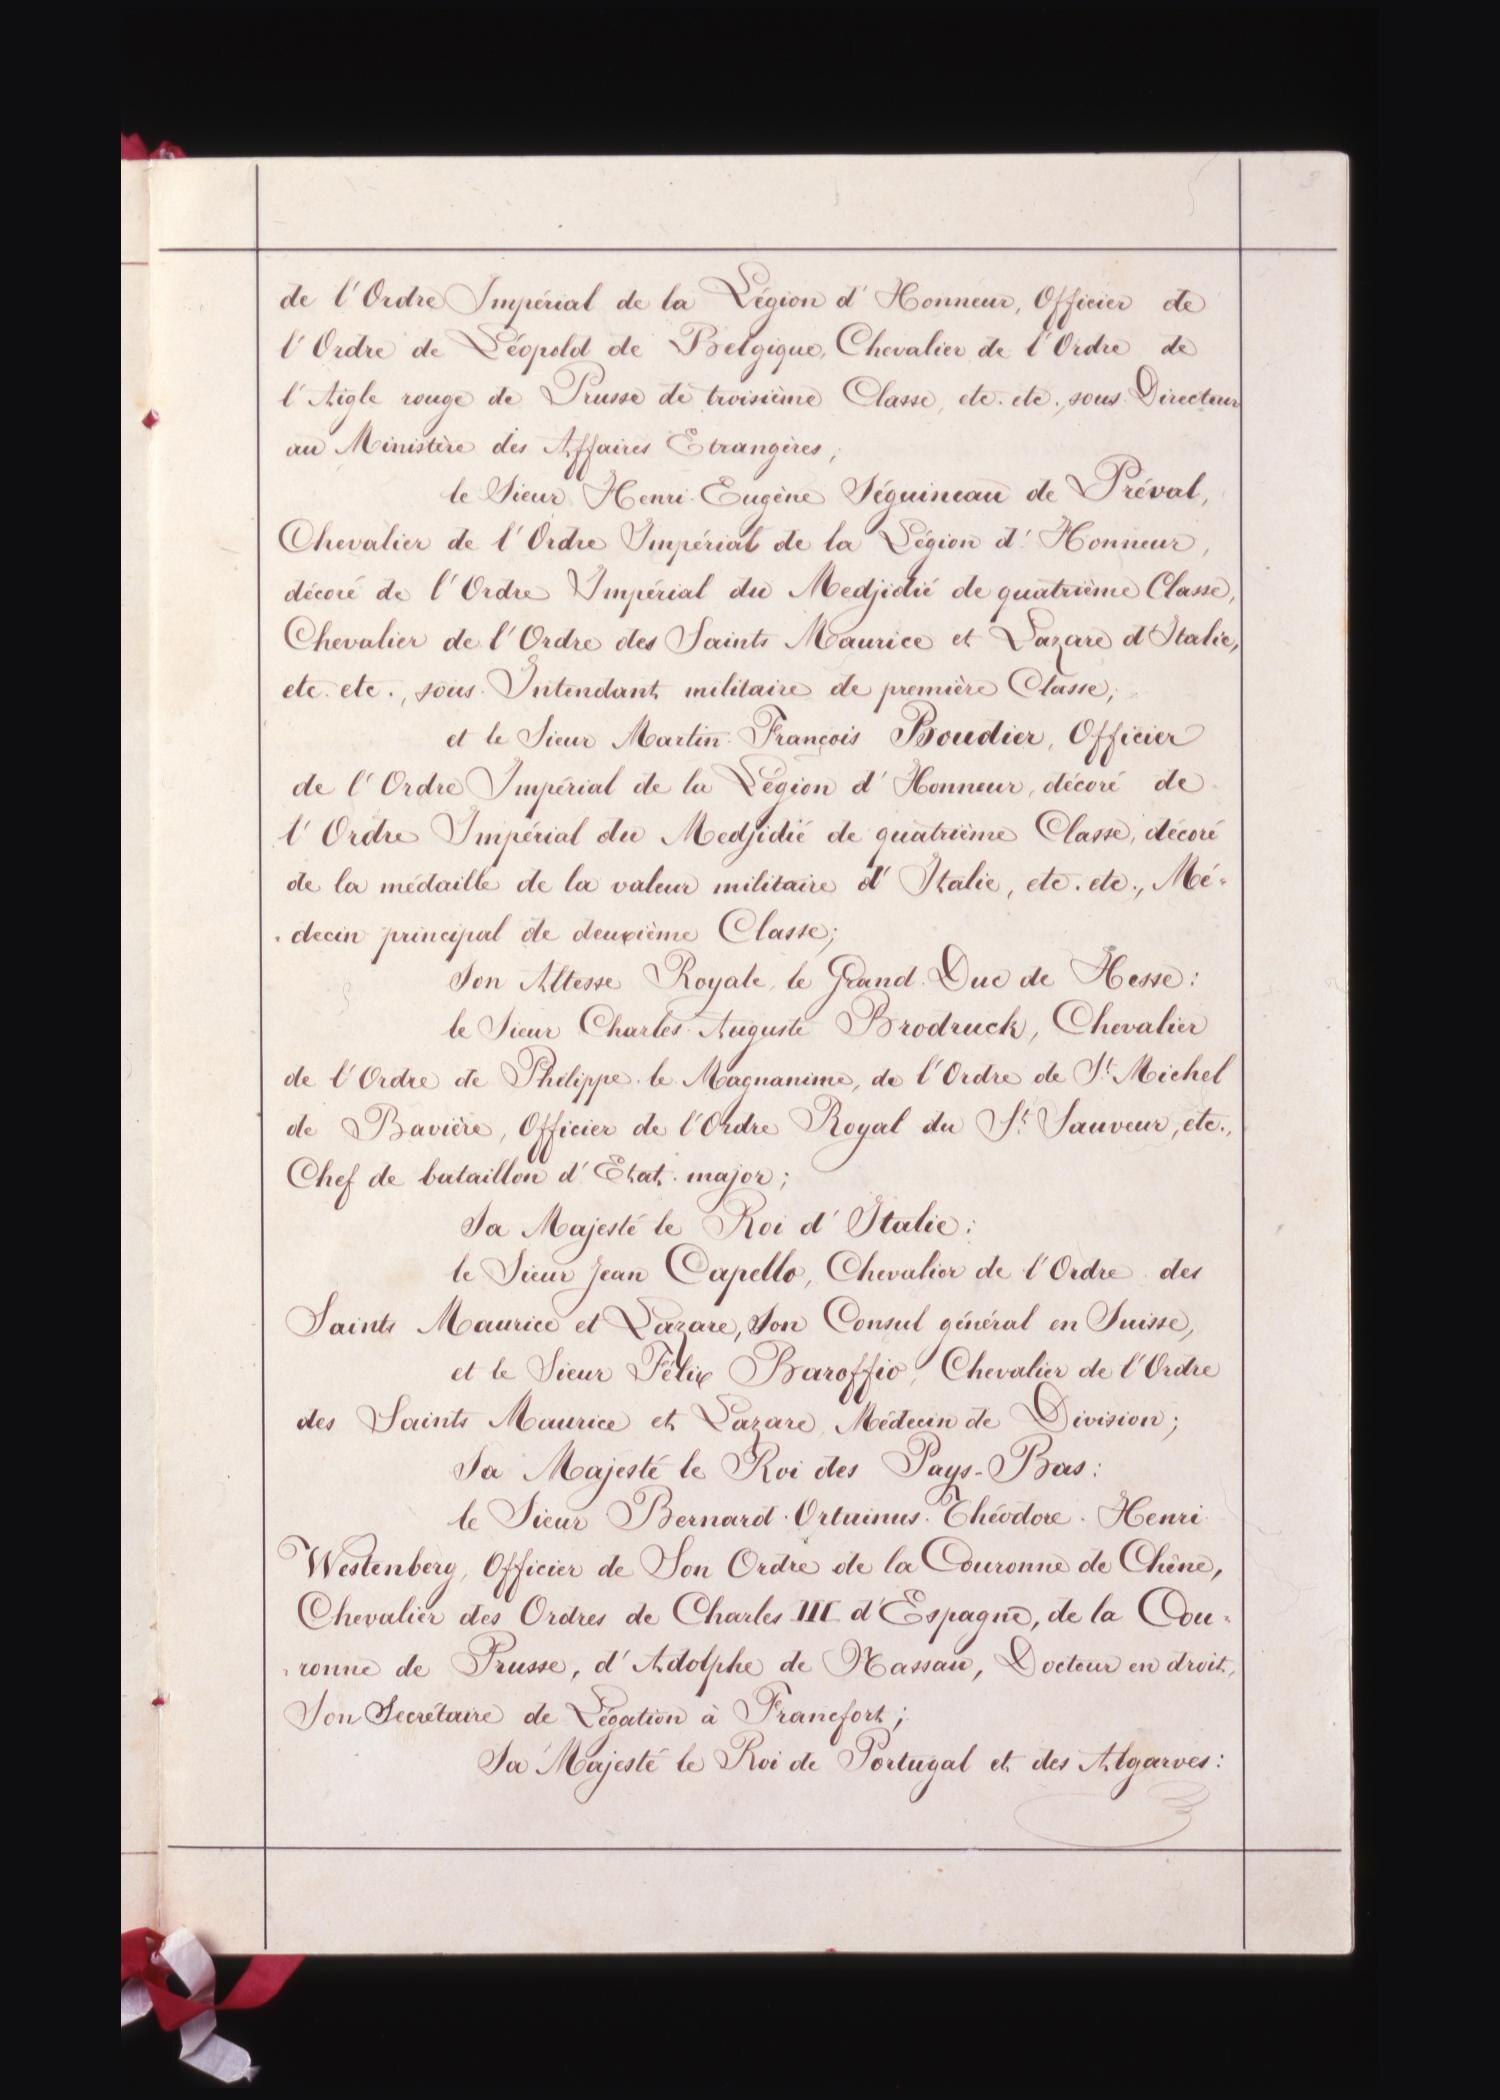 de l'Ordre Impérial de la Légion d'Honneur, Officier de
l'Ordre de Léopold de Belgique, Chevalier de l'Ordre de
l'Aigle rouge de Prusse de troisième Classe, etc. etc., sous-Directeur
au Ministère des Affaires Etrangères;
le Sieur Henri-Eugène Séguineau de Préval,
Chevalier de l'Ordre Impérial de la Légion d'Honneur,
décoré de l'Ordre Impérial du Medjidié de quatrième Classe,
Chevalier de l'Ordre des Saints Maurice et Lazare d'Italie,
etc. etc., sous-Intendant militaire de première Classe;
et le Sieur Martin-François Boudier, Officier
de l'Ordre Impérial de la Légion d'Honneur, décoré de
l'Ordre Impérial du Medjidié de quatrième Classe, décoré
de la médaille de la valeur militaire d'Italie, etc. etc., Mé-
-decin principal de deuxième Classe;
Son Altesse Royale le Grand-Duc de Hesse:
le Sieur Charles-Auguste Brodruck, Chevalier
de l'Ordre de Philippe-le-Magnanime, de l'Ordre de St. Michel
de Bavière, Officier de l'Ordre Royal du St. Sauveur, etc.,
Chef de bataillon d'Etat-major;
Sa Majesté le Roi d'Italie:
le Sieur Jean Capello, Chevalier de l'Ordre des
Saints Maurice et Lazare, Son Consul général en Suisse,
et le Sieur Félix Baroffio, Chevalier de l'Ordre
des Saints Maurice et Lazare, Médecin de Division;
Sa Majesté le Roi des Pays-Bas:
le Sieur Bernard-Ortuinus-Théodore-Henri
Westenberg, Officier de Son Ordre de la Couronne de Chêne,
Chevalier des Ordres de Charles III d'Espagne, de la Cou-
-ronne de Prusse, d'Adolphe de Nassau, Docteur en droit,
Son Secrétaire de Légation à Francfort;
Sa Majesté le Roi de Portugal et des Algarves: